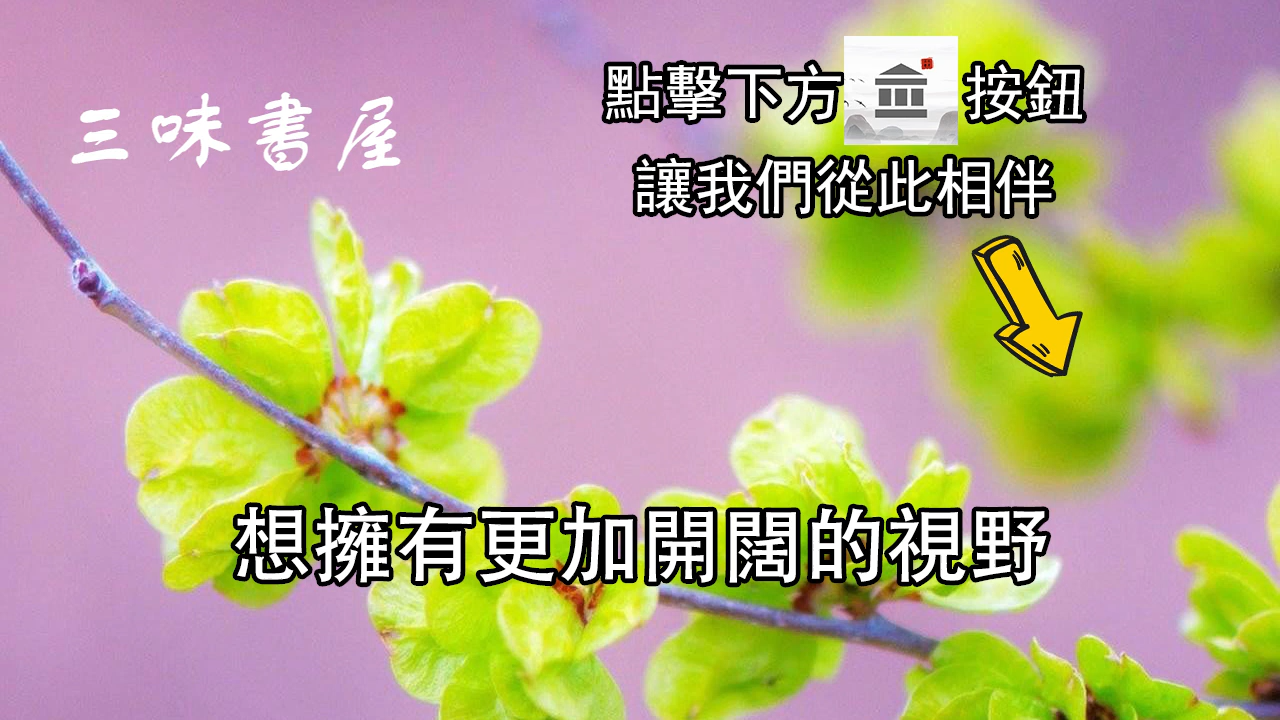 三味書屋
點擊下方 按鈕
讓我們從此相伴
想擁有更加開闊的視野